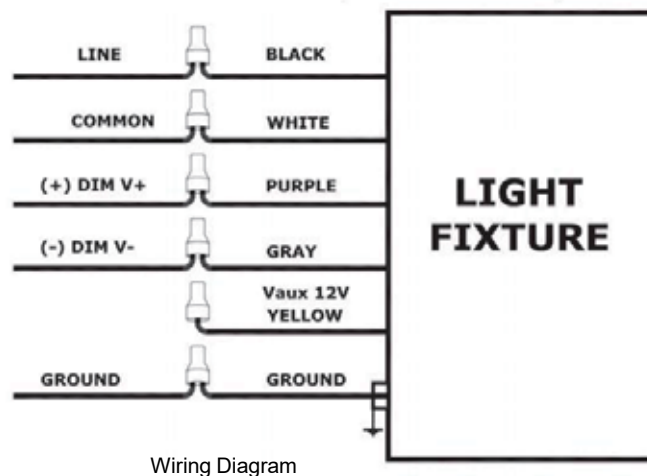 LINE BLACK
COMMON WHITE
(+) DIM V+ PURPLE
LIGHT
FIXTURE
(-) DIM V- GRAY
Vaux 12V
YELLOW
GROUND GROUND
Wiring Diagram